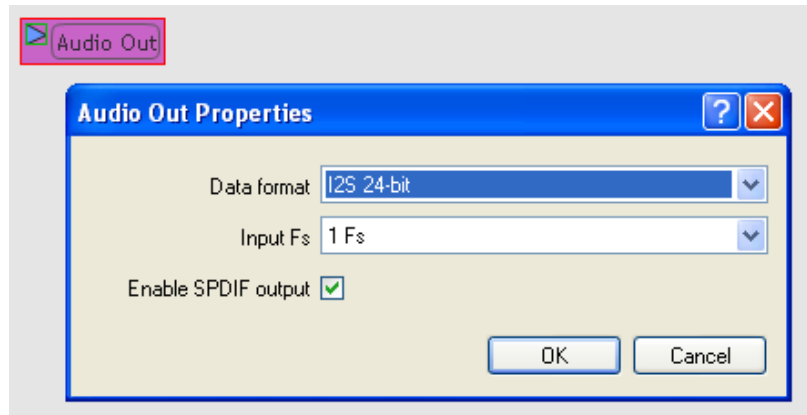 Audio Out
Audio Out Properties
Data format I2S 24-bit
Input Fs 1 Fs
Enable SPDIF output
OK Cancel